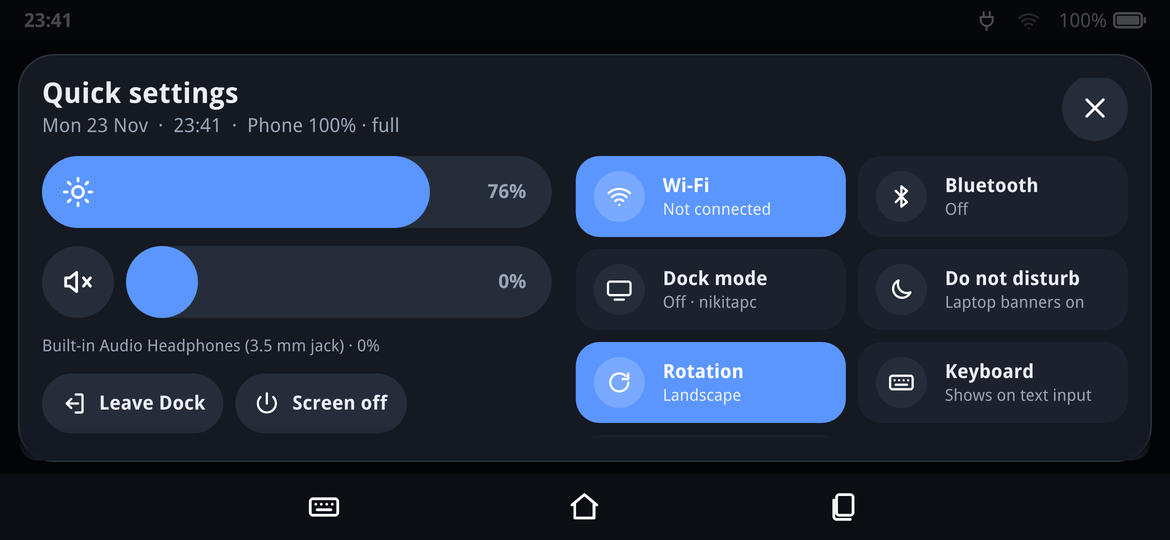 23:41
100%
Quick settings
Mon 23 Nov · 23:41 · Phone 100% · full
76%
0%
Built-in Audio Headphones (3.5 mm jack) · 0%
Leave Dock
Screen off
Wi-Fi
Not connected
Bluetooth
Off
Dock mode
Off · nikitapc
Do not disturb
Laptop banners on
Rotation
Landscape
Keyboard
Shows on text input